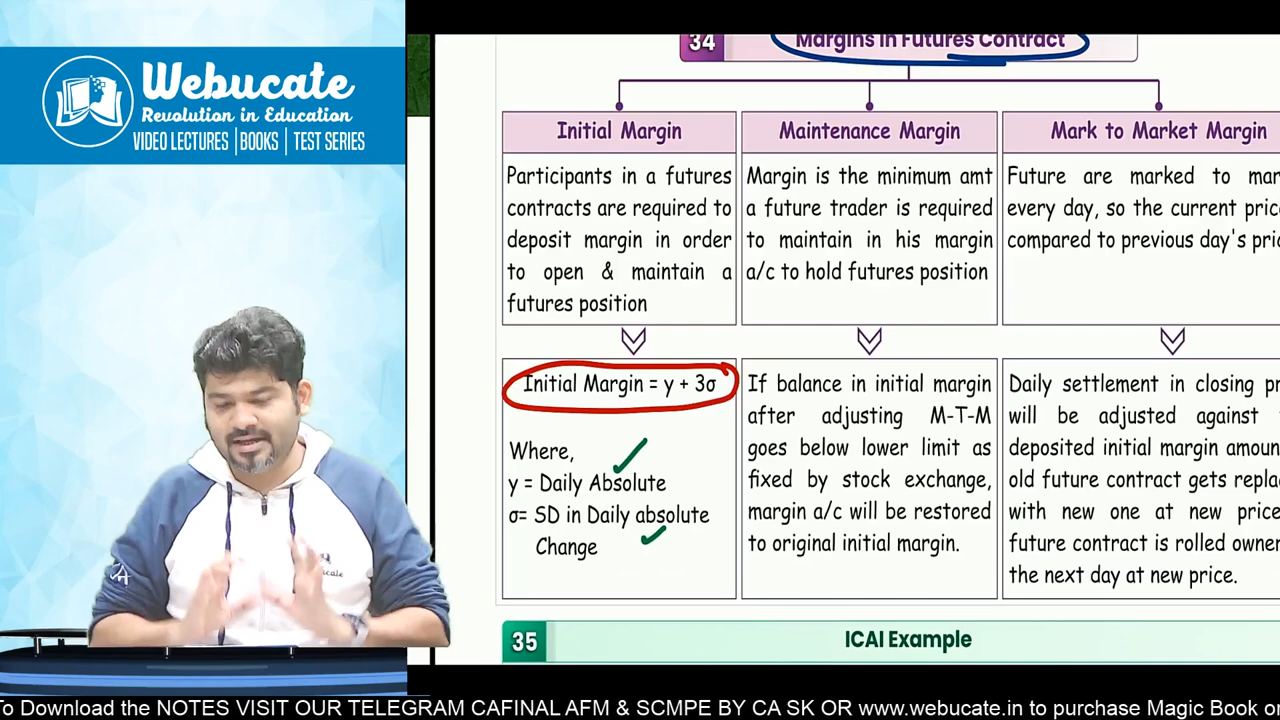 Webucate
Revolution in Education
VIDEO LECTURES | BOOKS | TEST SERIES
34
Margins in Futures Contract
Initial Margin
Participants in a futures
contracts are required to
deposit margin in order
to open & maintain a
futures position
Initial Margin = y + 3σ
Where,
y = Daily Absolute
σ= SD in Daily absolute
Change
Maintenance Margin
Margin is the minimum amt
a future trader is required
to maintain in his margin
a/c to hold futures position
If balance in initial margin
after adjusting M-T-M
goes below lower limit as
fixed by stock exchange,
margin a/c will be restored
to original initial margin.
Mark to Market Margin
Future are marked to mar
every day, so the current pric
compared to previous day's pric
Daily settlement in closing pr
will be adjusted against
deposited initial margin amoun
old future contract gets repla
with new one at new price
future contract is rolled owner
the next day at new price.
35
ICAI Example
To Download the NOTES VISIT OUR TELEGRAM CAFINAL AFM & SCMPE BY CA SK OR www.webucate.in to purchase Magic Book o